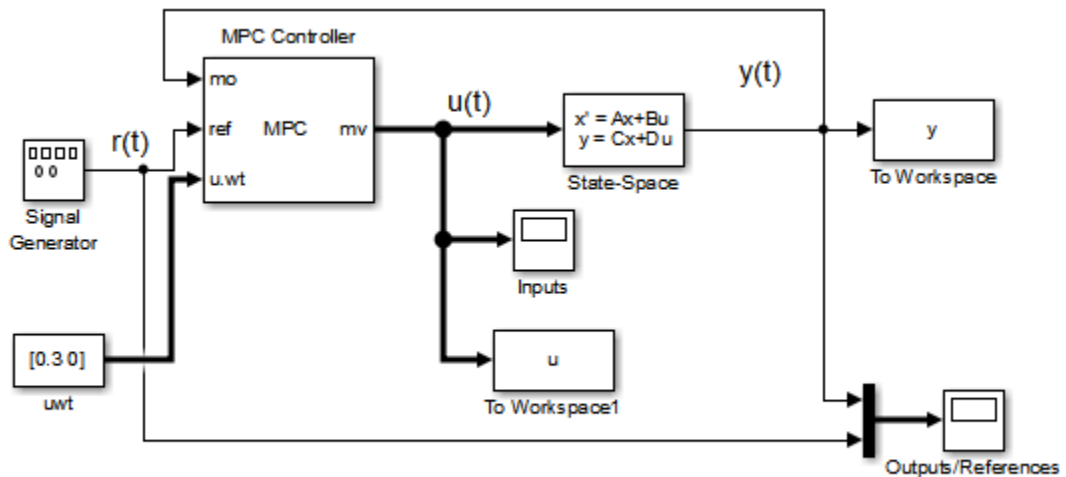 MPC Controller
mo
ref MPC mv
u.wt
u(t)
x' = Ax+Bu
y = Cx+Du
State-Space
y(t)
y
To Workspace
r(t)
Signal
Generator
Inputs
[0.3 0]
uwt
u
To Workspace1
Outputs/References